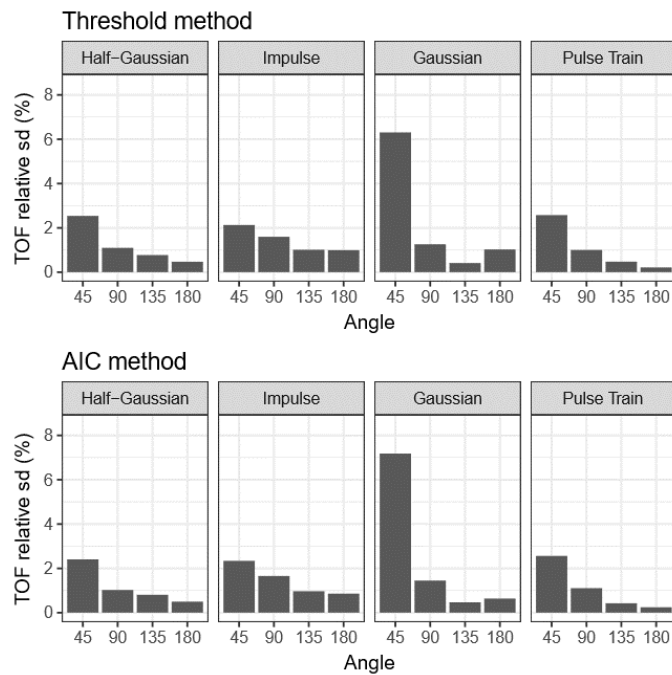 Threshold method
Half−Gaussian Impulse Gaussian Pulse Train
TOF relative sd (%)
8
6
4
2
0
45 90 135 180 45 90 135 180 45 90 135 180 45 90 135 180
Angle
AIC method
Half−Gaussian Impulse Gaussian Pulse Train
TOF relative sd (%)
8
6
4
2
0
45 90 135 180 45 90 135 180 45 90 135 180 45 90 135 180
Angle